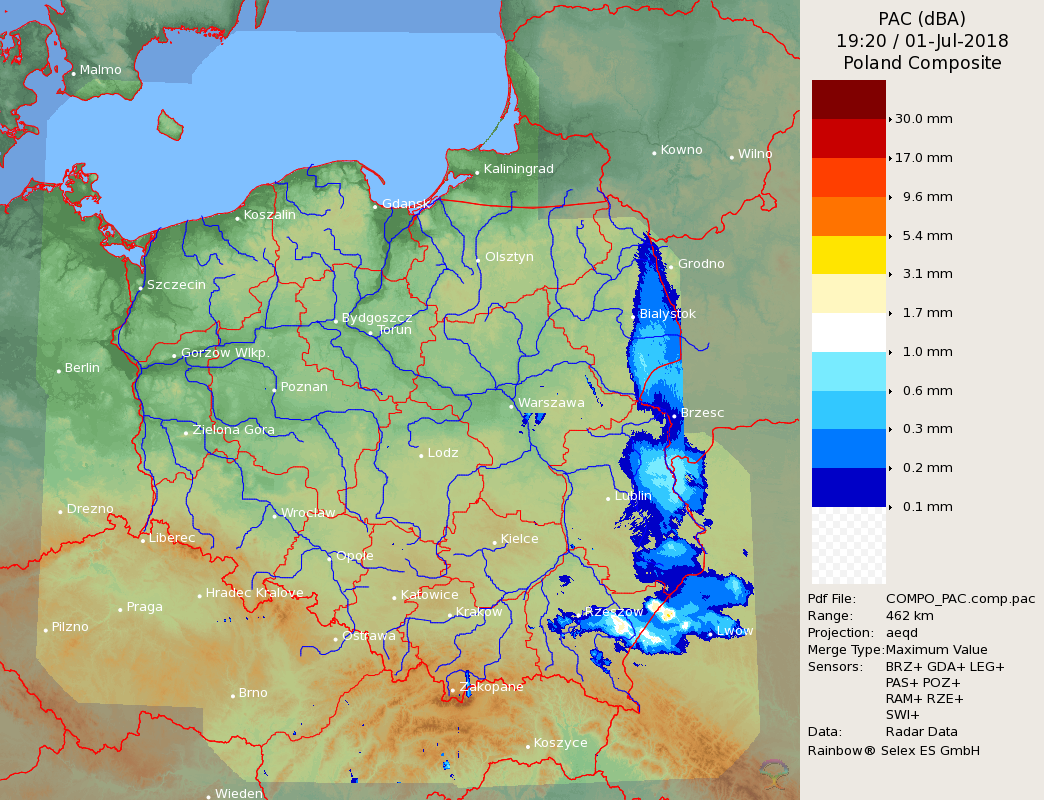 Malmo
Kowno
Wilno
Kaliningrad
Gdansk
Koszalin
Olsztyn
Grodno
Szczecin
Bydgoszcz
Bialystok
Torun
Gorzow Wlkp.
Berlin
Poznan
Warszawa
Brzesc
Zielona Gora
Lodz
Lublin
Drezno
Wroclaw
Liberec
Kielce
Opole
Hradec Kralove
Katowice
Praga
Krakow
Rzeszow
Pilzno
Ostrawa
Lwow
Brno
Zakopane
Koszyce
Wieden
PAC (dBA)
19:20 / 01-Jul-2018
Poland Composite
30.0 mm
17.0 mm
9.6 mm
5.4 mm
3.1 mm
1.7 mm
1.0 mm
0.6 mm
0.3 mm
0.2 mm
0.1 mm
Pdf File: COMPO_PAC.comp.pac
Range: 462 km
Projection: aeqd
Merge Type:Maximum Value
Sensors: BRZ+ GDA+ LEG+
PAS+ POZ+
RAM+ RZE+
SWI+
Data: Radar Data
Rainbow® Selex ES GmbH